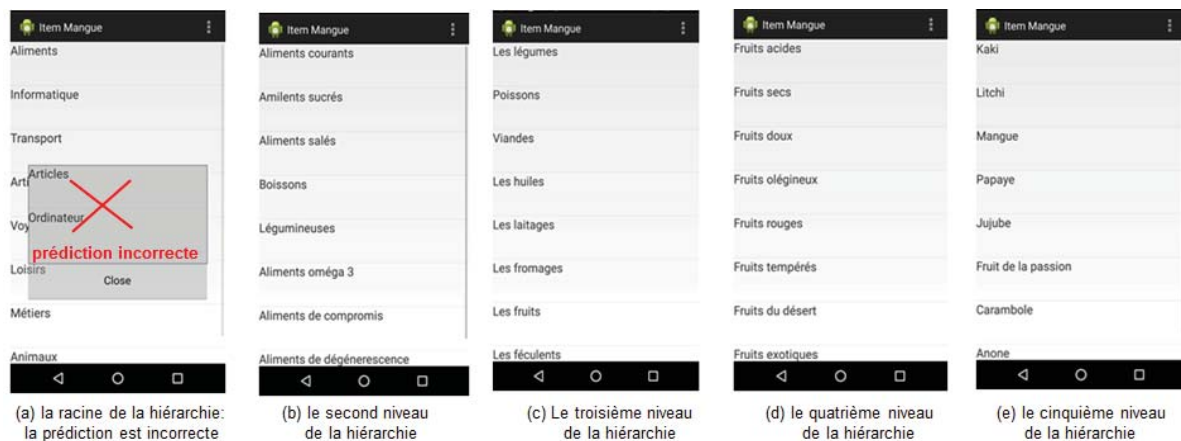 Item Mangue
Aliments
Informatique
Transport
Arti
Articles
Voy
Ordinateur
prédiction incorrecte
Loisirs
Close
Métiers
Animaux
(a) la racine de la hiérarchie:
la prédiction est incorrecte
Item Mangue
Aliments courants
Amilents sucrés
Aliments salés
Boissons
Légumineuses
Aliments oméga 3
Aliments de compromis
Aliments de dégénerescence
(b) le second niveau
de la hiérarchie
Item Mangue
Les légumes
Poissons
Viandes
Les huiles
Les laitages
Les fromages
Les fruits
Les féculents
(c) Le troisième niveau
de la hiérarchie
Item Mangue
Fruits acides
Fruits secs
Fruits doux
Fruits olégineux
Fruits rouges
Fruits tempérés
Fruits du désert
Fruits exotiques
(d) le quatrième niveau
de la hiérarchie
Item Mangue
Kaki
Litchi
Mangue
Papaye
Jujube
Fruit de la passion
Carambole
Anone
(e) le cinquième niveau
de la hiérarchie